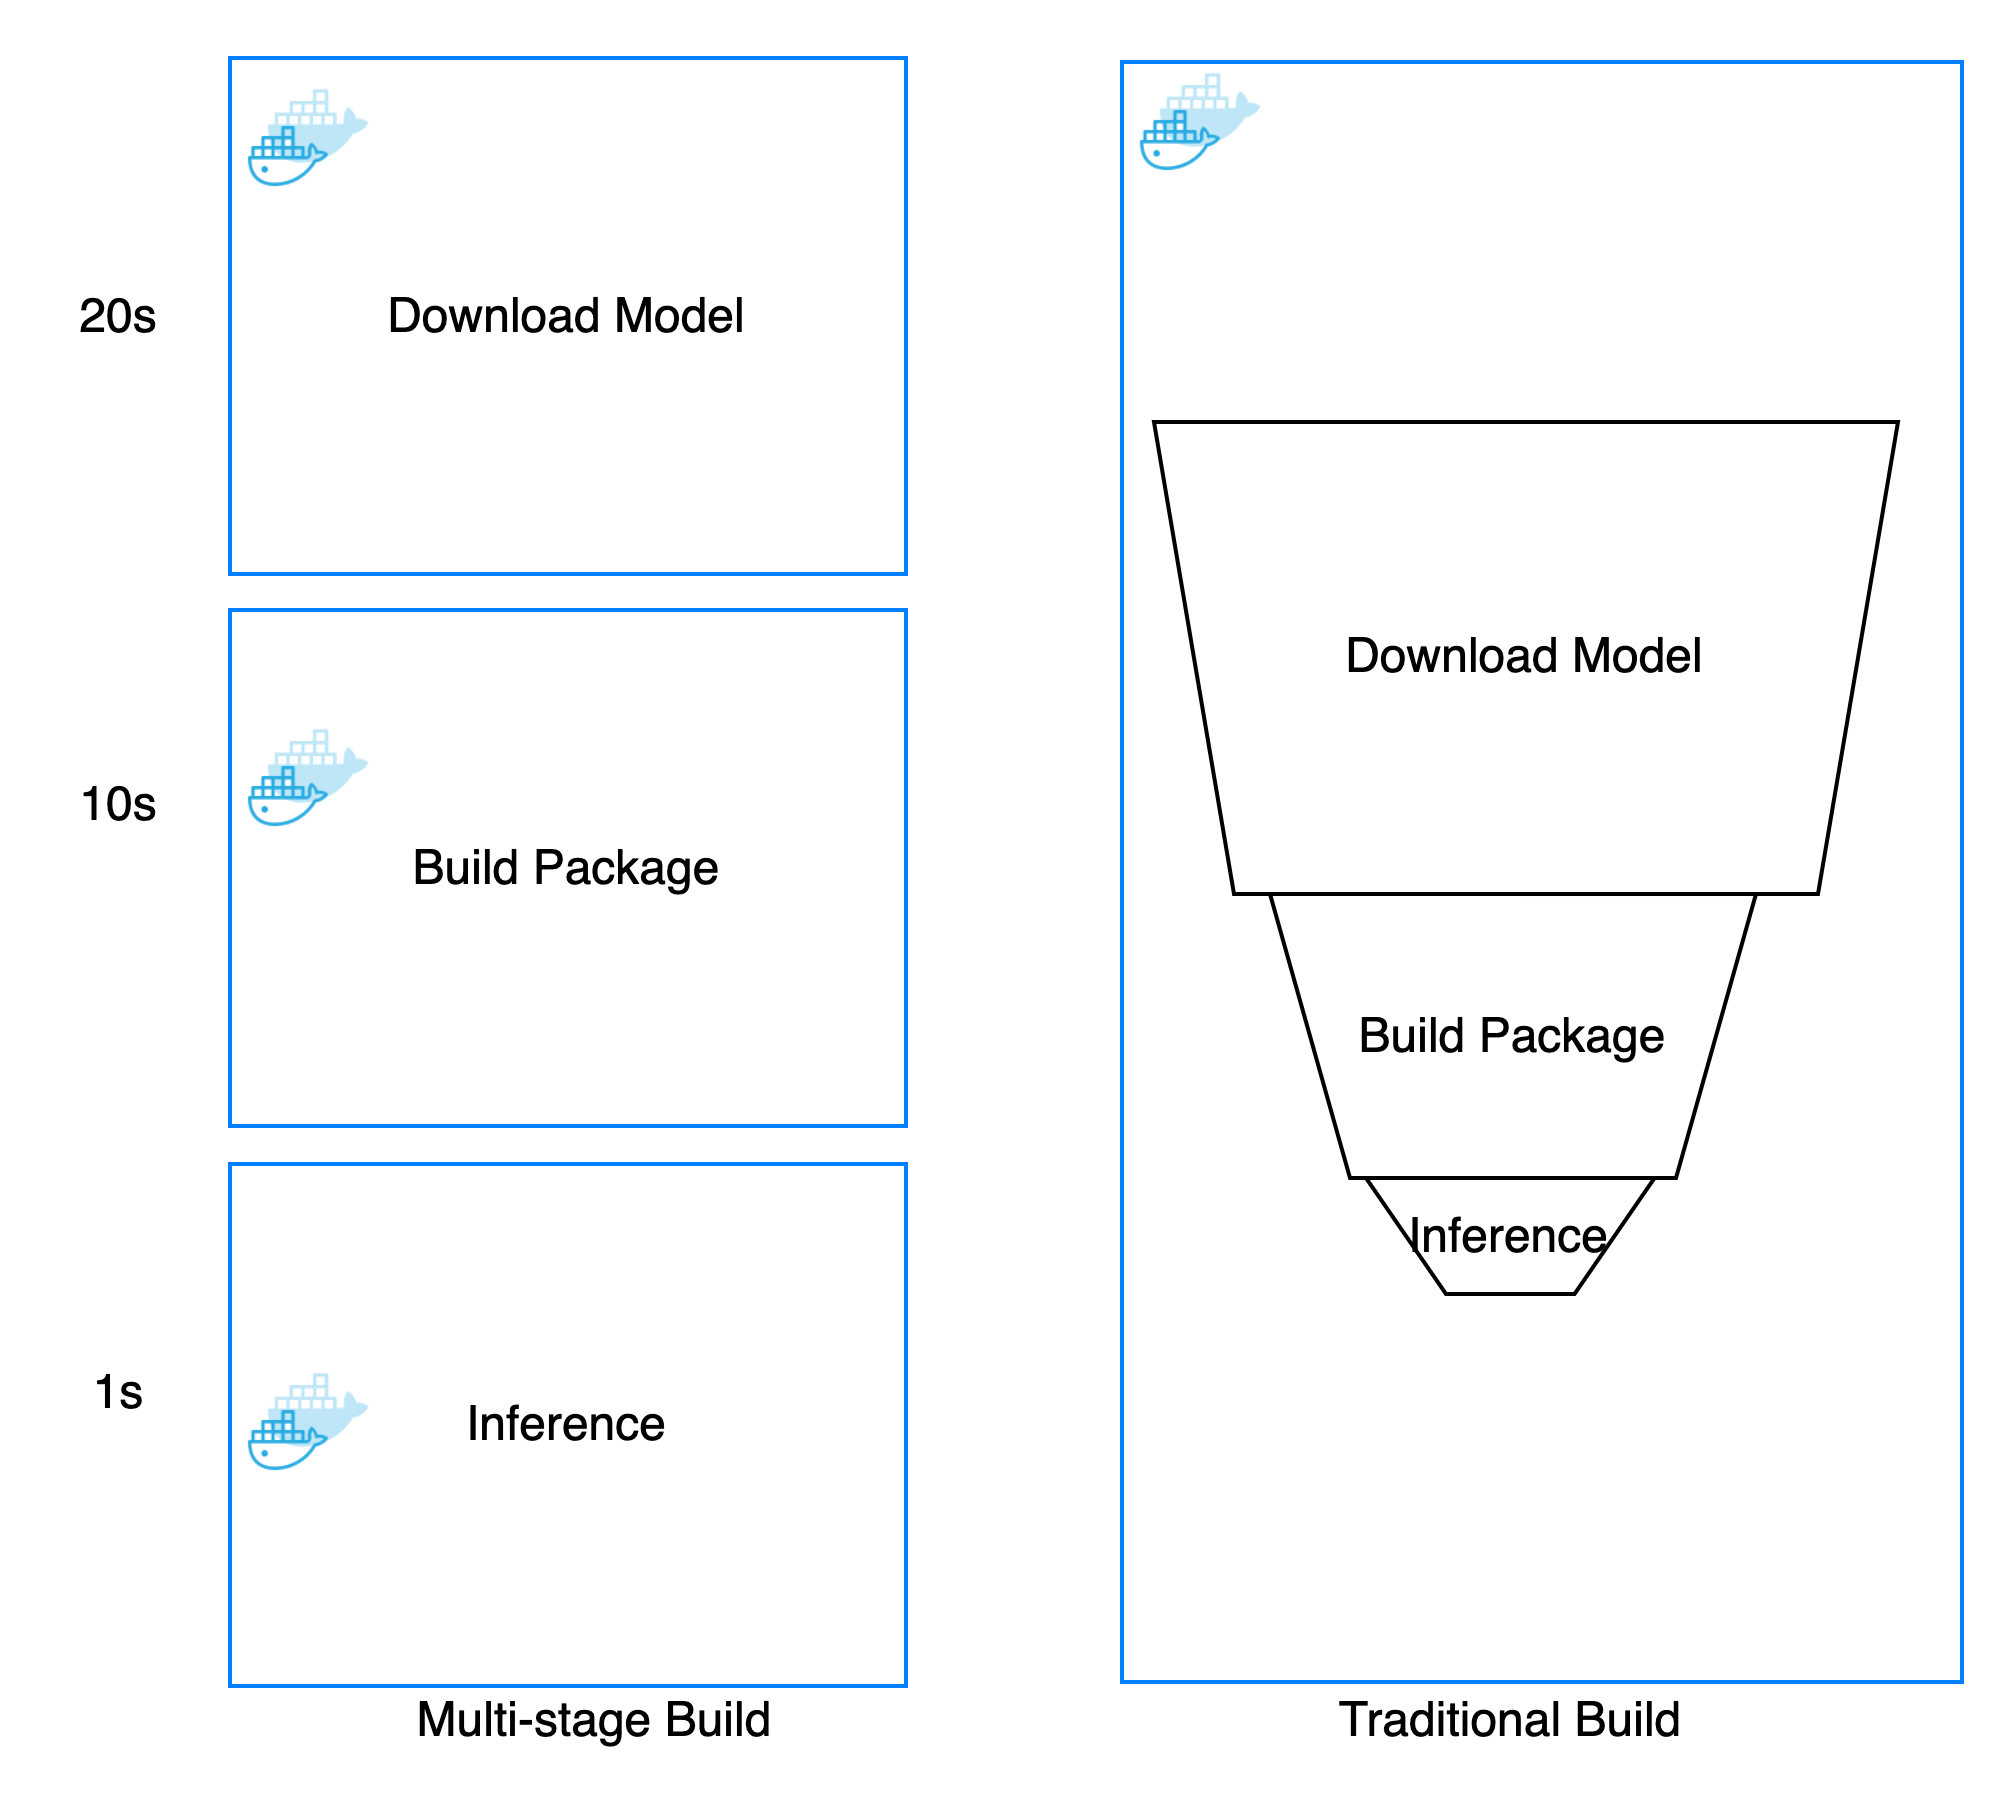 20s
Download Model
10s
Build Package
1s
Inference
Multi-stage Build
Download Model
Build Package
Inference
Traditional Build